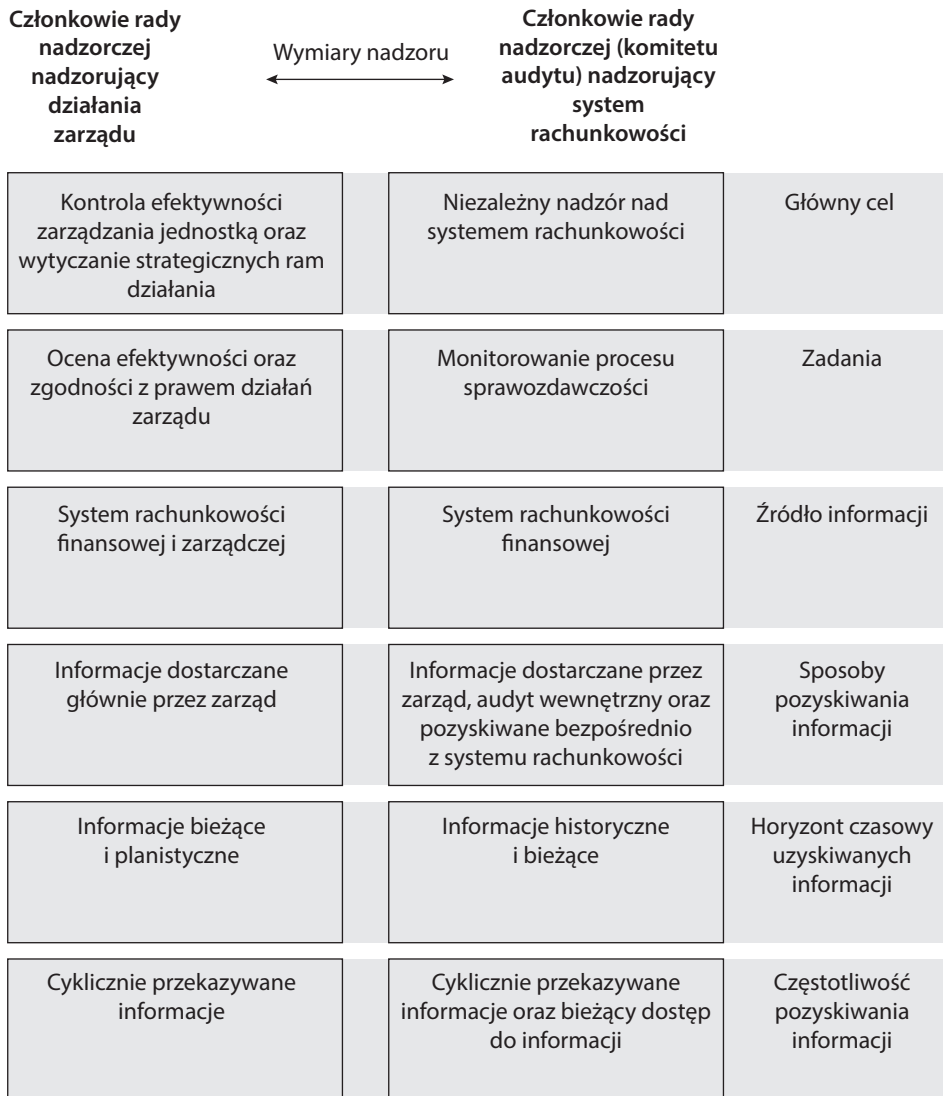 Członkowie rady
nadzorczej
nadzorujący
działania
zarządu
Wymiary nadzoru
Członkowie rady
nadzorczej (komitetu
audytu) nadzorujący
system
rachunkowości
Kontrola efektywności
zarządzania jednostką oraz
wytyczanie strategicznych ram
działania
Niezależny nadzór nad
systemem rachunkowości
Główny cel
Ocena efektywności oraz
zgodności z prawem działań
zarządu
Monitorowanie procesu
sprawozdawczości
Zadania
System rachunkowości
finansowej i zarządczej
System rachunkowości
finansowej
Źródło informacji
Informacje dostarczane
głównie przez zarząd
Informacje dostarczane przez
zarząd, audyt wewnętrzny oraz
pozyskiwane bezpośrednio
z systemu rachunkowości
Sposoby
pozyskiwania
informacji
Informacje bieżące
i planistyczne
Informacje historyczne
i bieżące
Horyzont czasowy
uzyskiwanych
informacji
Cyklicznie przekazywane
informacje
Cyklicznie przekazywane
informacje oraz bieżący dostęp
do informacji
Częstotliwość
pozyskiwania
informacji